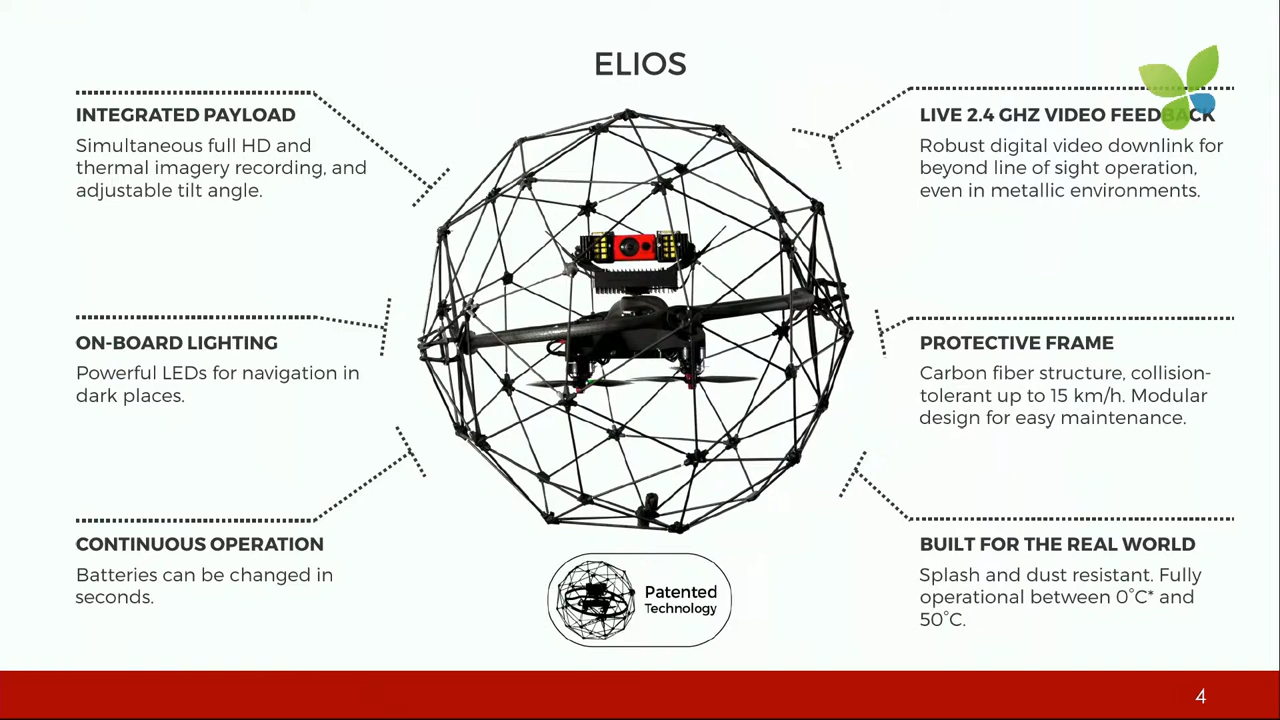 ELIOS
INTEGRATED PAYLOAD
Simultaneous full HD and
thermal imagery recording, and
adjustable tilt angle.
ON-BOARD LIGHTING
Powerful LEDs for navigation in
dark places.
CONTINUOUS OPERATION
Batteries can be changed in
seconds.
LIVE 2.4 GHZ VIDEO FEEDBACK
Robust digital video downlink for
beyond line of sight operation,
even in metallic environments.
PROTECTIVE FRAME
Carbon fiber structure, collision-
tolerant up to 15 km/h. Modular
design for easy maintenance.
BUILT FOR THE REAL WORLD
Splash and dust resistant. Fully
operational between 0°C* and
50°C.
Patented
Technology
4